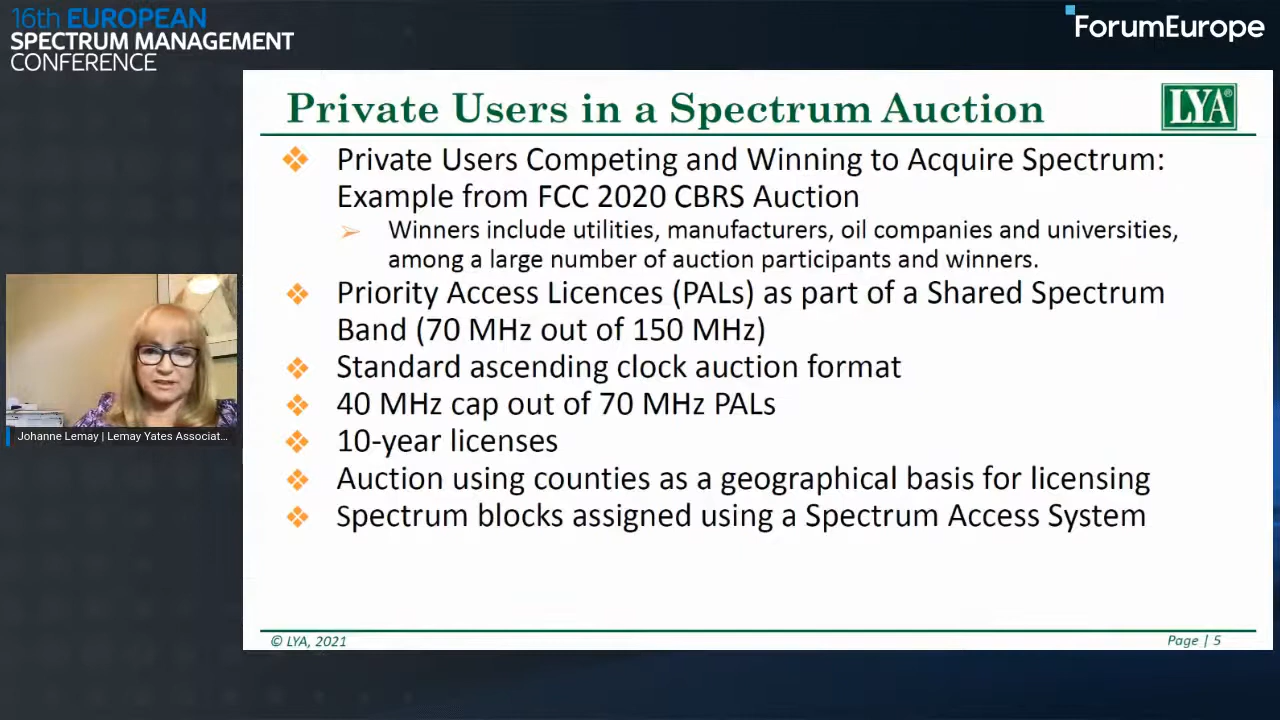 16th EUROPEAN
SPECTRUM MANAGEMENT
CONFERENCE
ForumEurope
Private Users in a Spectrum Auction
LYA®
❖ Private Users Competing and Winning to Acquire Spectrum:
Example from FCC 2020 CBRS Auction
➢ Winners include utilities, manufacturers, oil companies and universities,
among a large number of auction participants and winners.
❖ Priority Access Licences (PALs) as part of a Shared Spectrum
Band (70 MHz out of 150 MHz)
❖ Standard ascending clock auction format
❖ 40 MHz cap out of 70 MHz PALs
❖ 10-year licenses
❖ Auction using counties as a geographical basis for licensing
❖ Spectrum blocks assigned using a Spectrum Access System
Johanne Lemay | Lemay Yates Associat...
© LYA, 2021
Page | 5